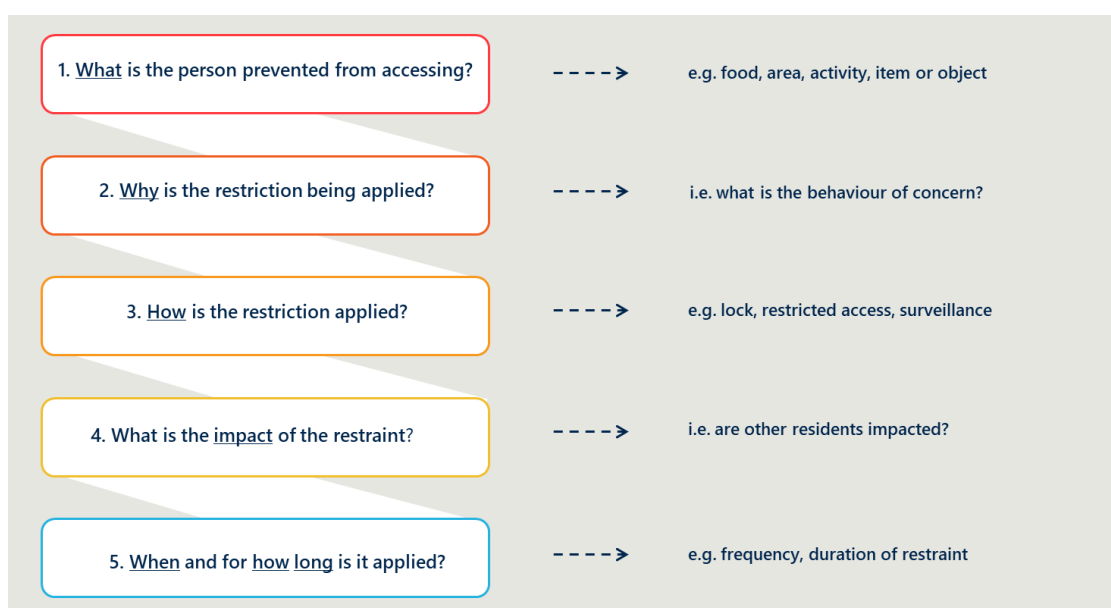 1. What is the person prevented from accessing?
e.g. food, area, activity, item or object
2. Why is the restriction being applied?
i.e. what is the behaviour of concern?
3. How is the restriction applied?
e.g. lock, restricted access, surveillance
4. What is the impact of the restraint?
i.e. are other residents impacted?
5. When and for how long is it applied?
e.g. frequency, duration of restraint